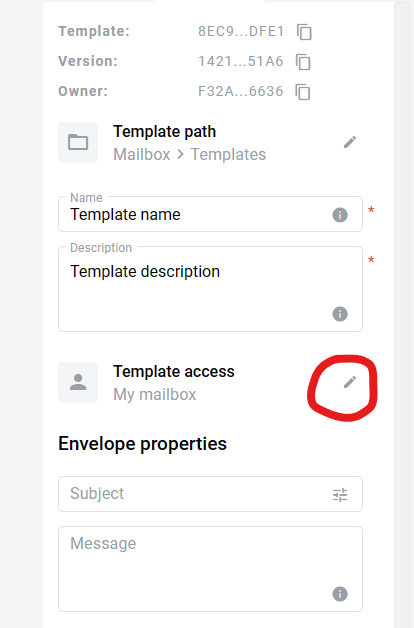 Template: 8EC9...DFE1
Version: 1421...51A6
Owner: F32A...6636
Template path
Mailbox > Templates
Name
Template name
*
Description
*
Template description
Template access
My mailbox
Envelope properties
Subject
Message